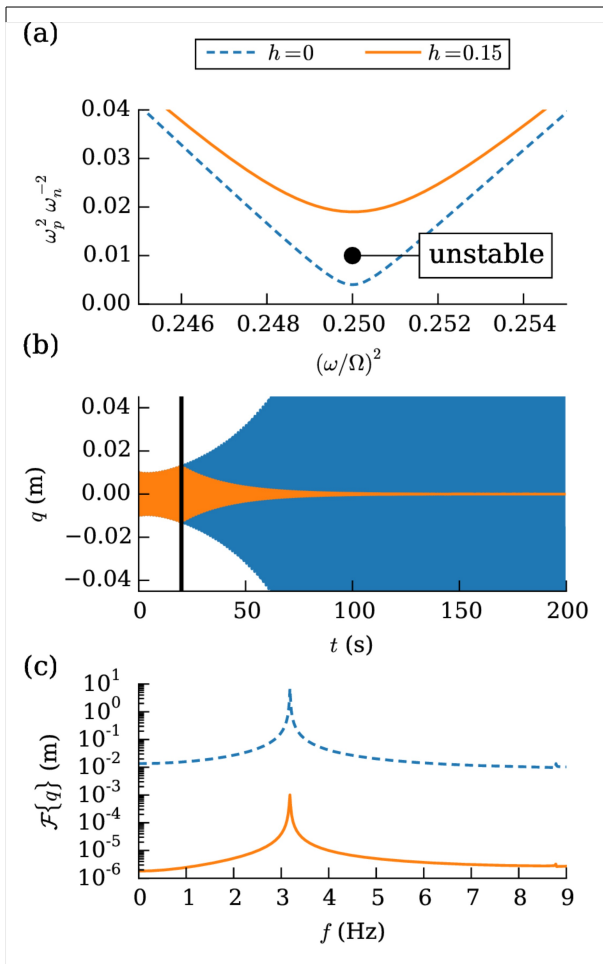 (a)
h=0 h=0.15
0.04
0.03
0.02
0.01
0.00
ω_p^2 ω_n^{-2}
unstable
0.246 0.248 0.250 0.252 0.254
(ω/Ω)^2
(b)
0.04
0.02
0.00
−0.02
−0.04
q (m)
0 50 100 150 200
t (s)
(c)
10^1
10^0
10^{-1}
10^{-2}
10^{-3}
10^{-4}
10^{-5}
10^{-6}
ℱ{q} (m)
0 1 2 3 4 5 6 7 8 9
f (Hz)